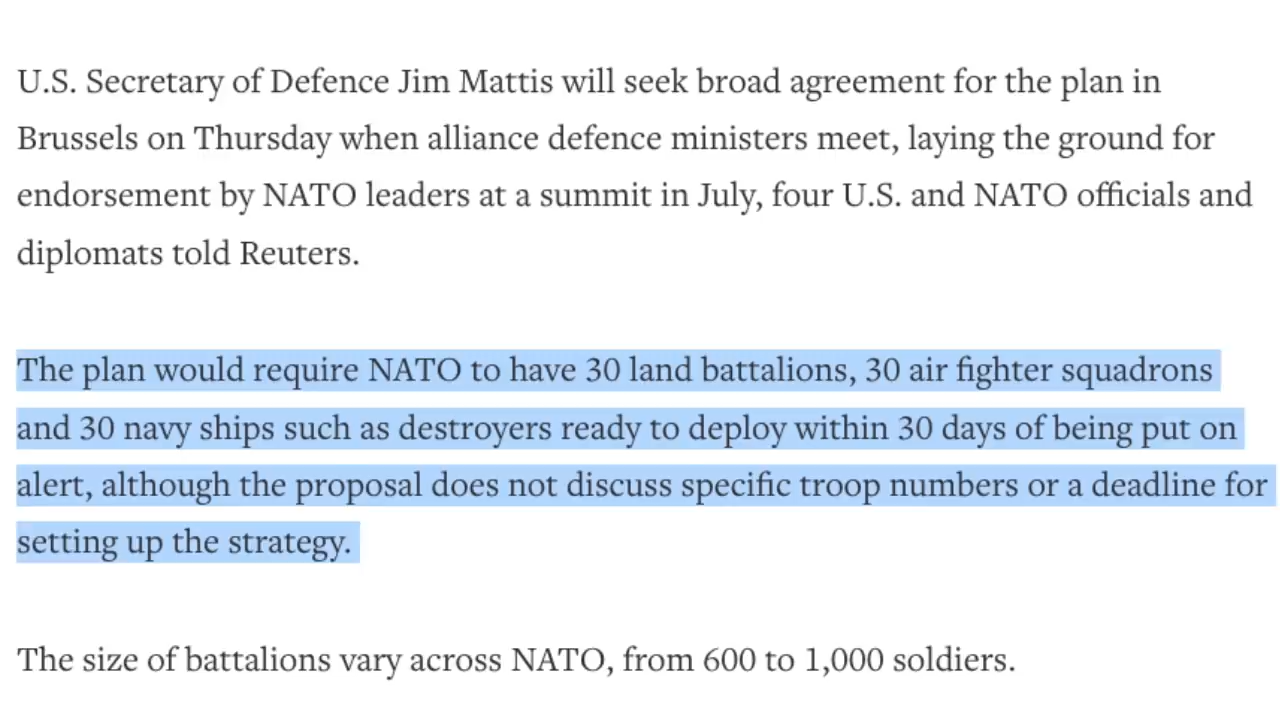 U.S. Secretary of Defence Jim Mattis will seek broad agreement for the plan in
Brussels on Thursday when alliance defence ministers meet, laying the ground for
endorsement by NATO leaders at a summit in July, four U.S. and NATO officials and
diplomats told Reuters.
The plan would require NATO to have 30 land battalions, 30 air fighter squadrons
and 30 navy ships such as destroyers ready to deploy within 30 days of being put on
alert, although the proposal does not discuss specific troop numbers or a deadline for
setting up the strategy.
The size of battalions vary across NATO, from 600 to 1,000 soldiers.